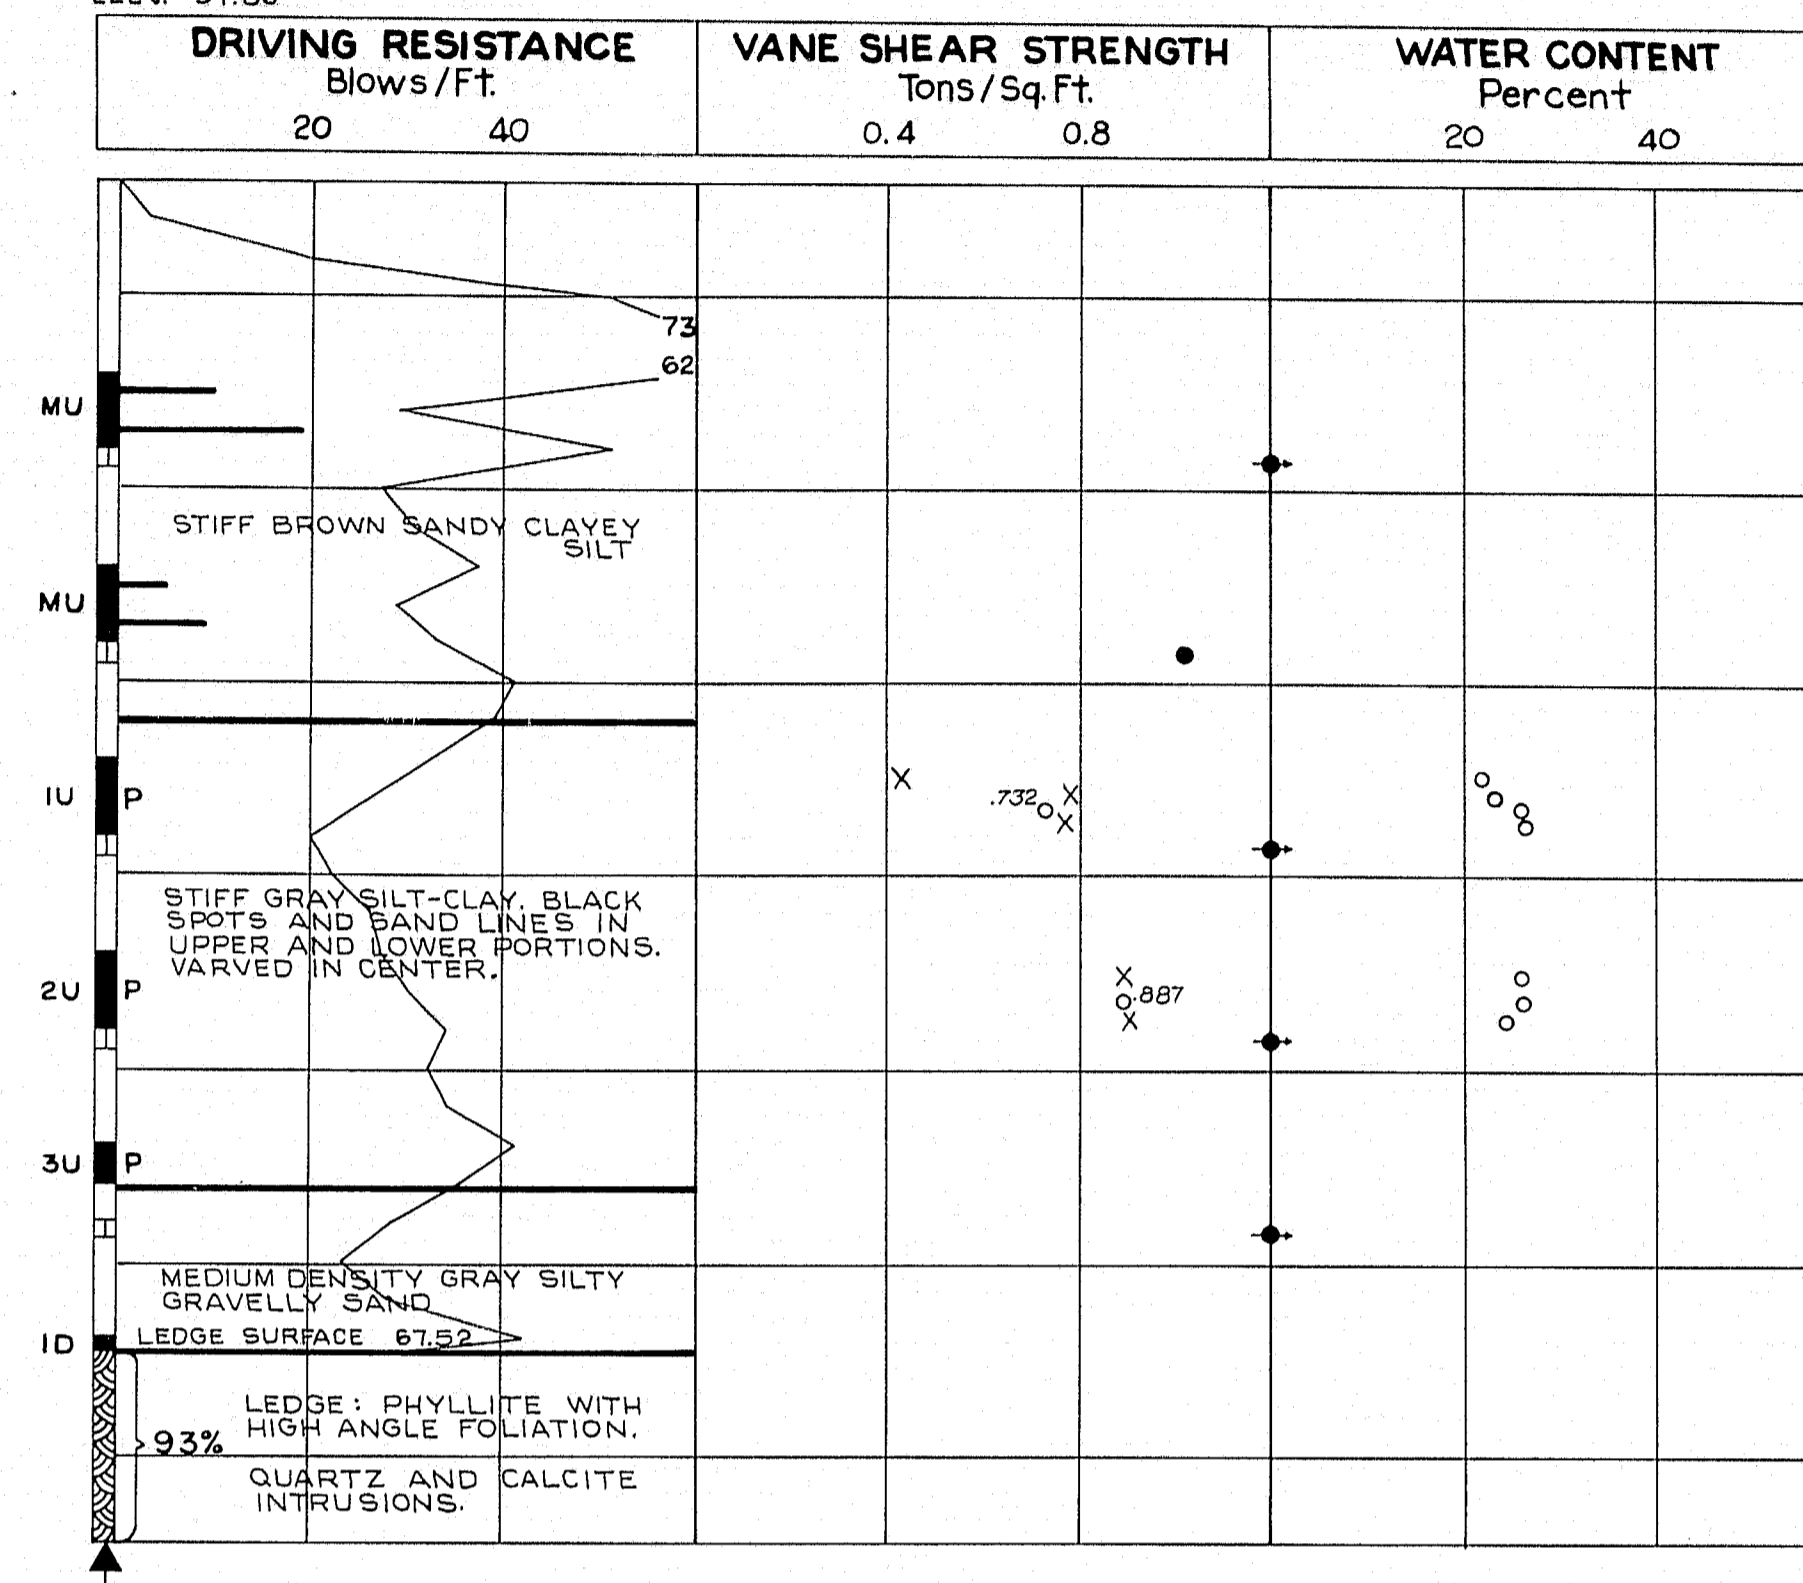 DRIVING RESISTANCE
Blows/Ft.
20 40
VANE SHEAR STRENGTH
Tons/Sq.Ft.
0.4 0.8
WATER CONTENT
Percent
20 40
73
62
MU
STIFF BROWN SANDY CLAYEY
SILT
MU
1U P
.732
STIFF GRAY SILT-CLAY. BLACK
SPOTS AND SAND LINES IN
UPPER AND LOWER PORTIONS.
VARVED IN CENTER.
2U P
.887
3U P
MEDIUM DENSITY GRAY SILTY
GRAVELLY SAND
1D LEDGE SURFACE 67.52
LEDGE: PHYLLITE WITH
HIGH ANGLE FOLIATION.
93%
QUARTZ AND CALCITE
INTRUSIONS.